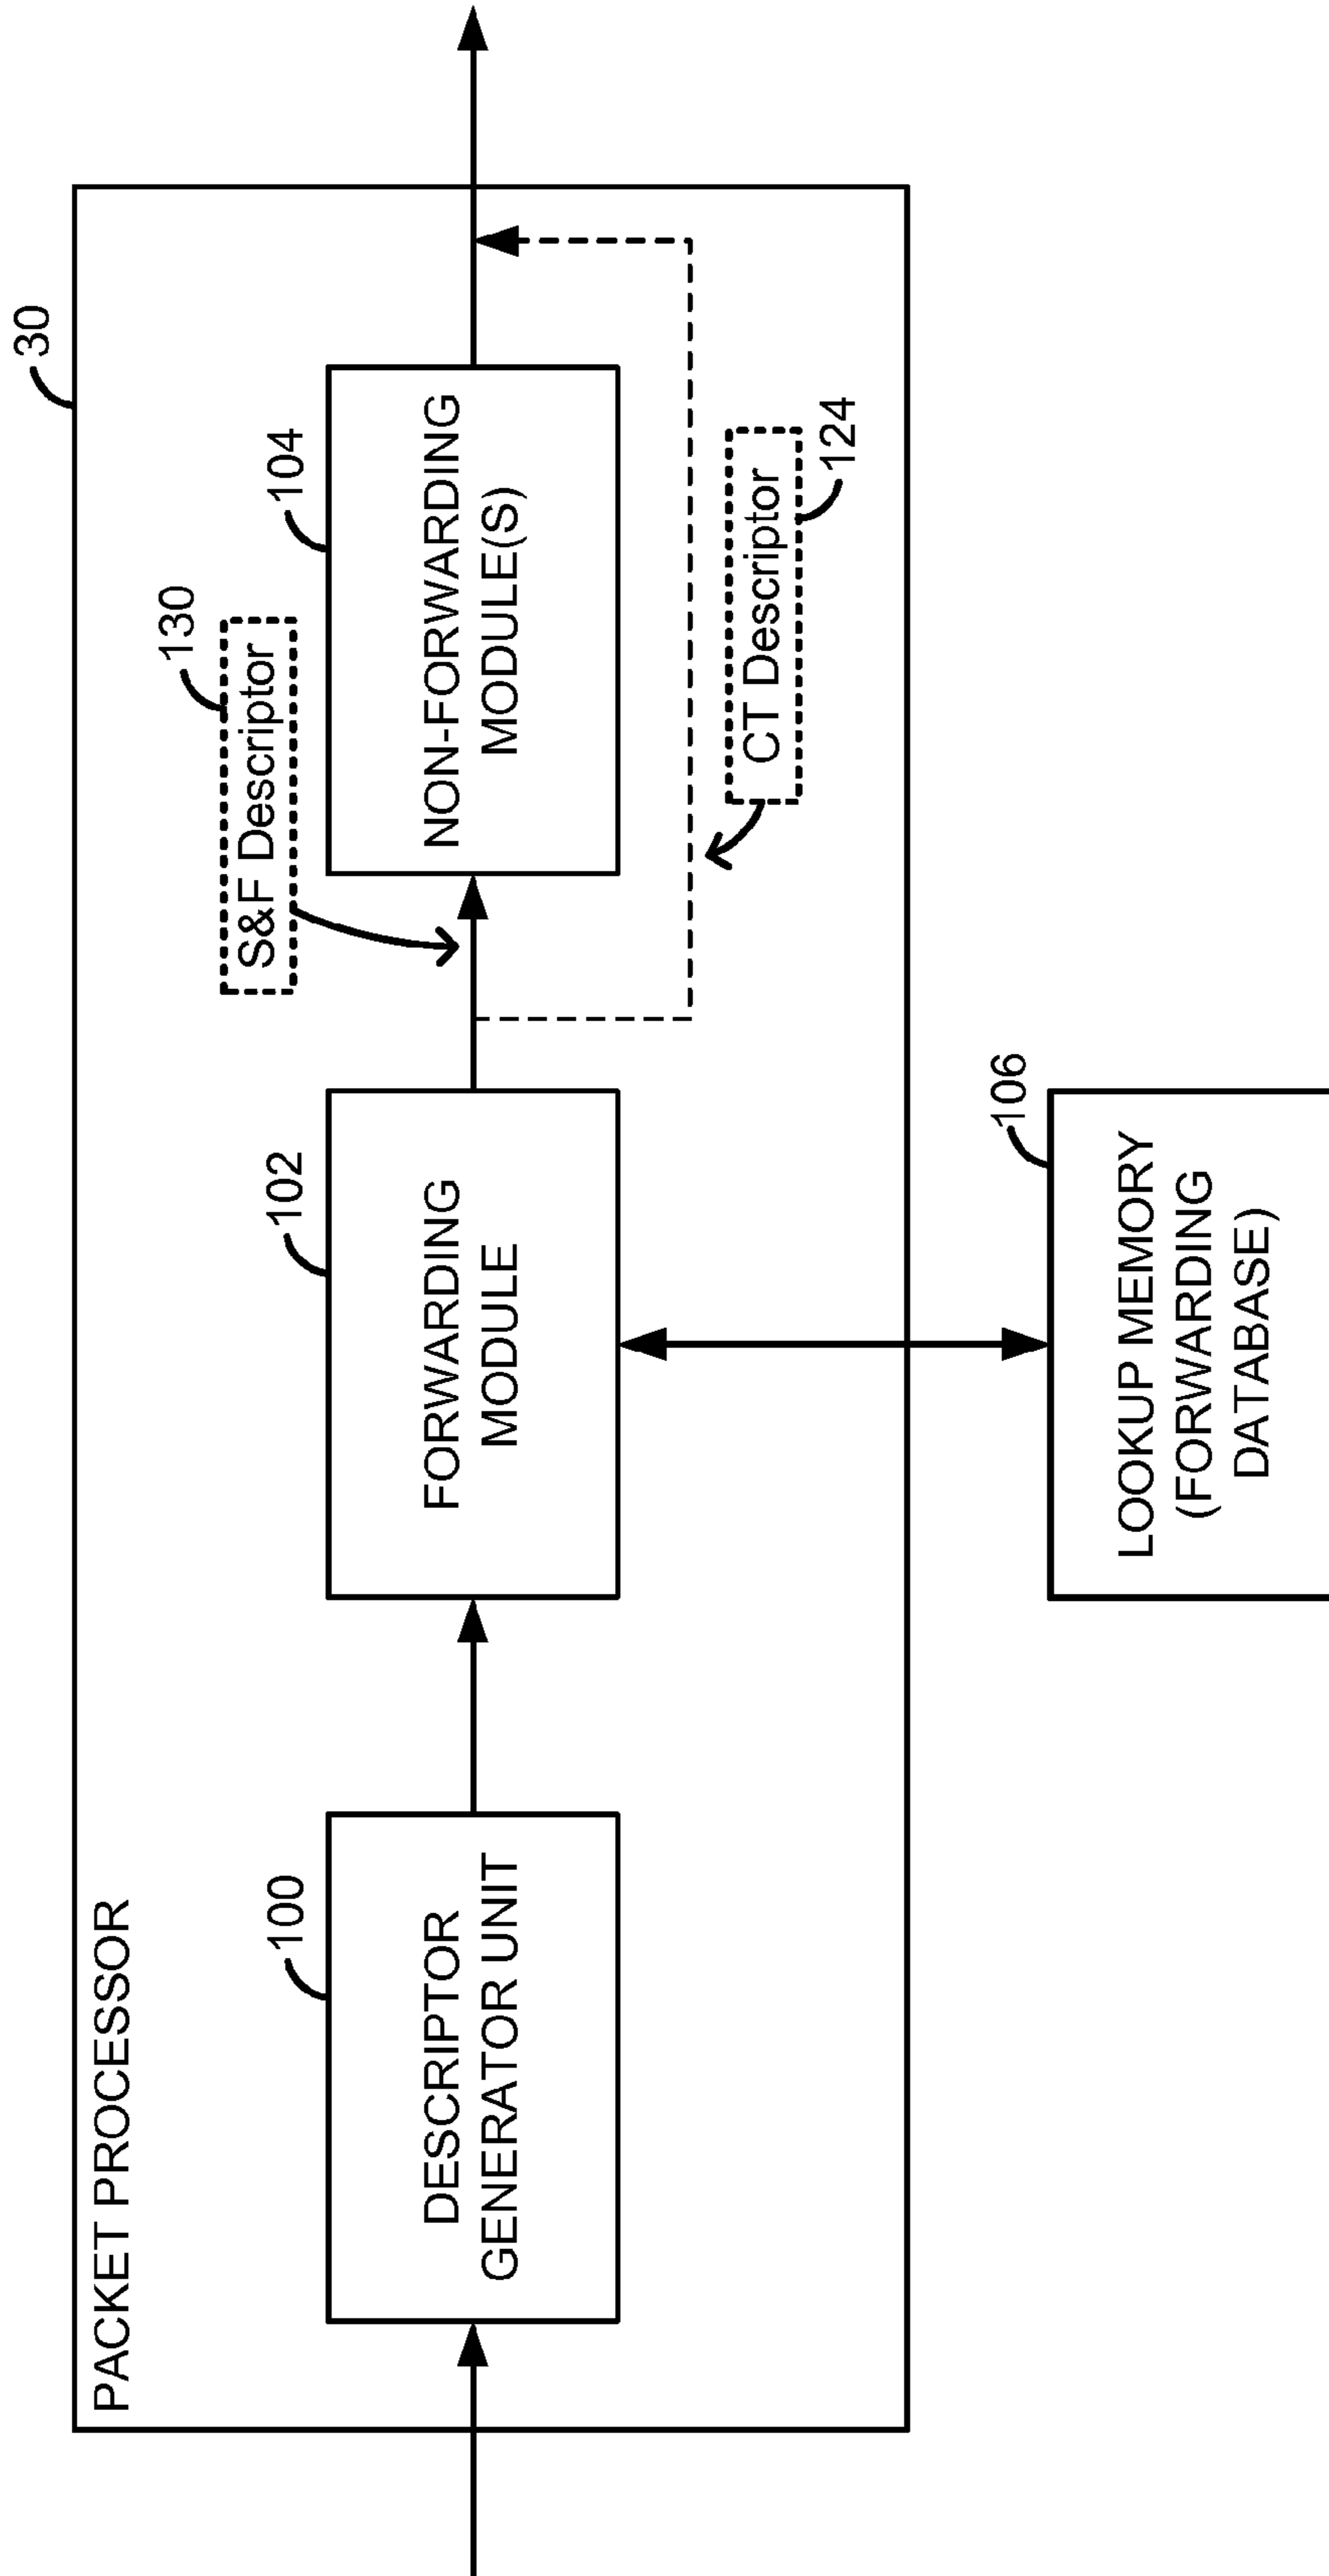 PACKET PROCESSOR
30
100
DESCRIPTOR
GENERATOR UNIT
102
FORWARDING
MODULE
130
S&F Descriptor
104
NON-FORWARDING
MODULE(S)
CT Descriptor
124
106
LOOKUP MEMORY
(FORWARDING
DATABASE)